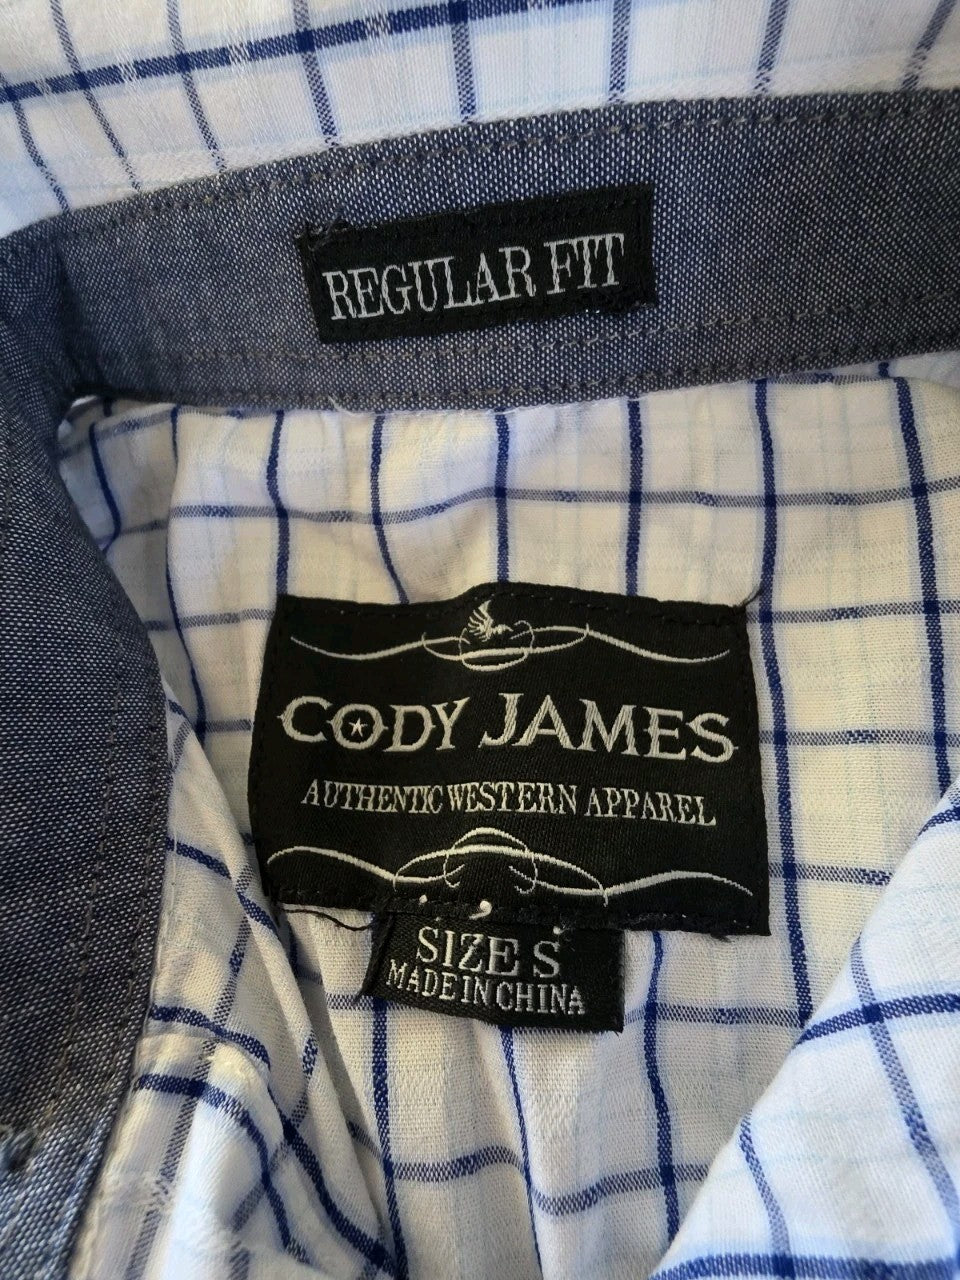 REGULAR FIT
CODY JAMES
AUTHENTIC WESTERN APPAREL
SIZE S
MADE IN CHINA